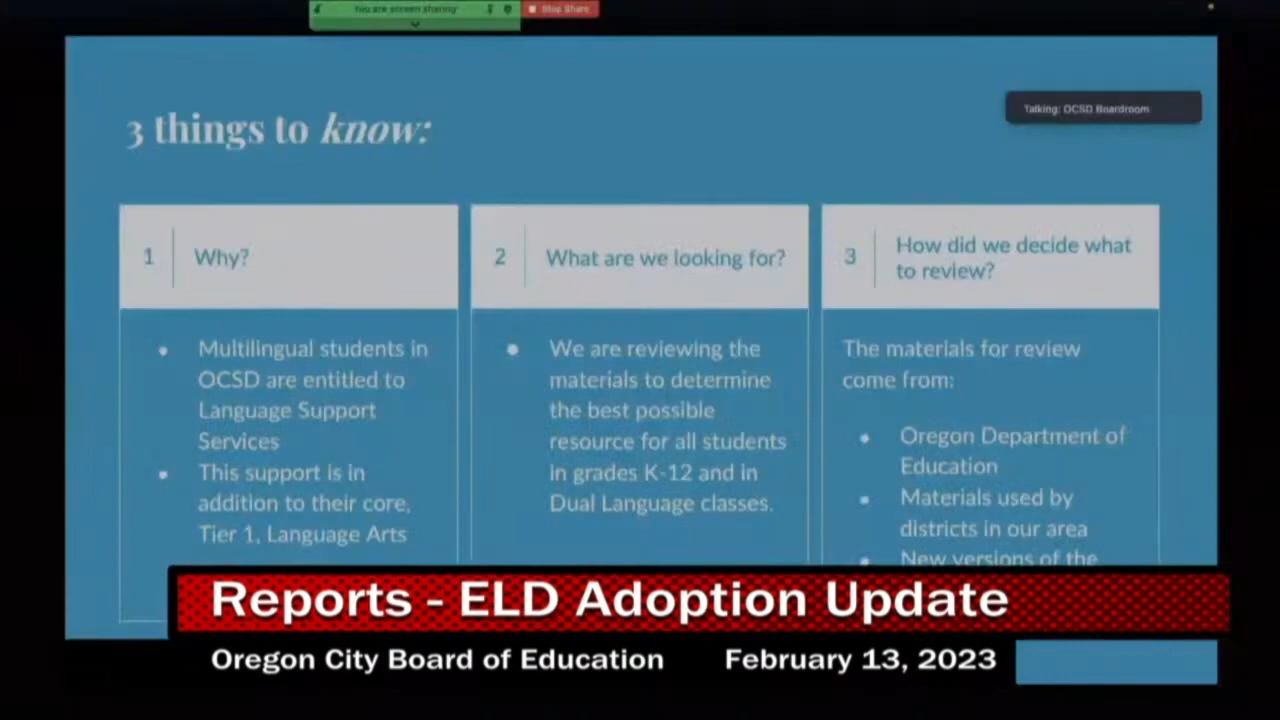 You are screen sharing
Stop Share
Talking: OCSD Boardroom
3 things to know:
1
Why?
2
What are we looking for?
3
How did we decide what
to review?
Multilingual students in
OCSD are entitled to
Language Support
Services
This support is in
addition to their core,
Tier 1, Language Arts
We are reviewing the
materials to determine
the best possible
resource for all students
in grades K-12 and in
Dual Language classes.
The materials for review
come from:
Oregon Department of
Education
Materials used by
districts in our area
New versions of the
Reports - ELD Adoption Update
Oregon City Board of Education
February 13, 2023